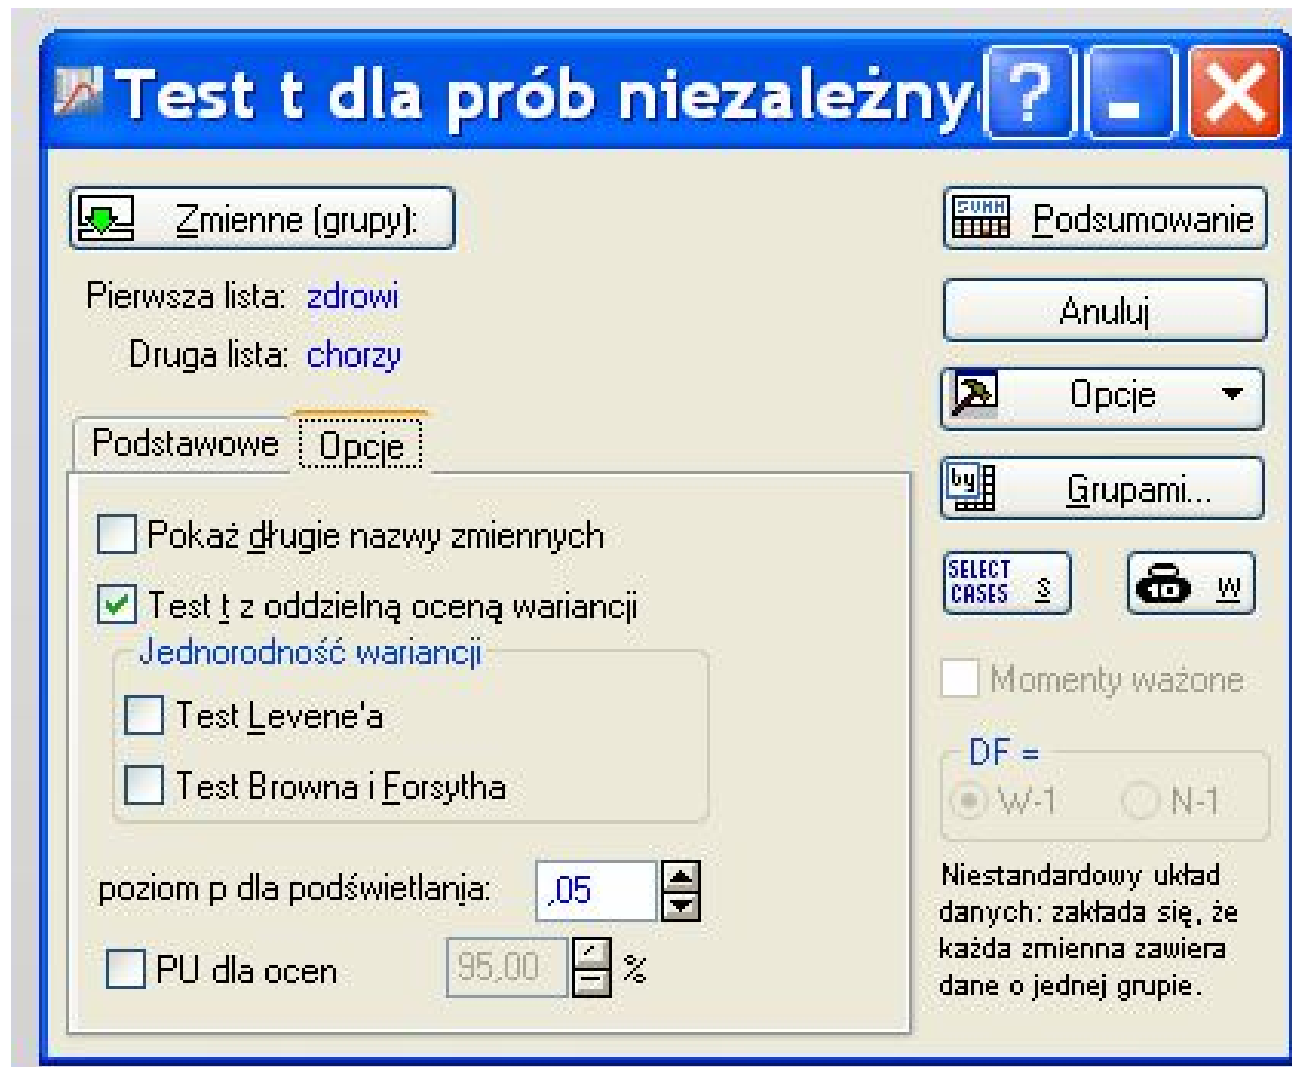 Test t dla prób niezależny
?
Zmienne (grupy):
Pierwsza lista: zdrowi
Druga lista: chorzy
Podstawowe
Opcje
Pokaż długie nazwy zmiennych
Test t z oddzielną oceną wariancji
Jednorodność wariancji
Test Levene'a
Test Browna i Forsytha
poziom p dla podświetlanja: ,05
PU dla ocen 95,00 %
SUMM
Podsumowanie
Anuluj
Opcje
by
Grupami...
SELECT
CASES S
W
Momenty ważone
DF =
W-1
N-1
Niestandardowy układ
danych: zakłada się, że
każda zmienna zawiera
dane o jednej grupie.